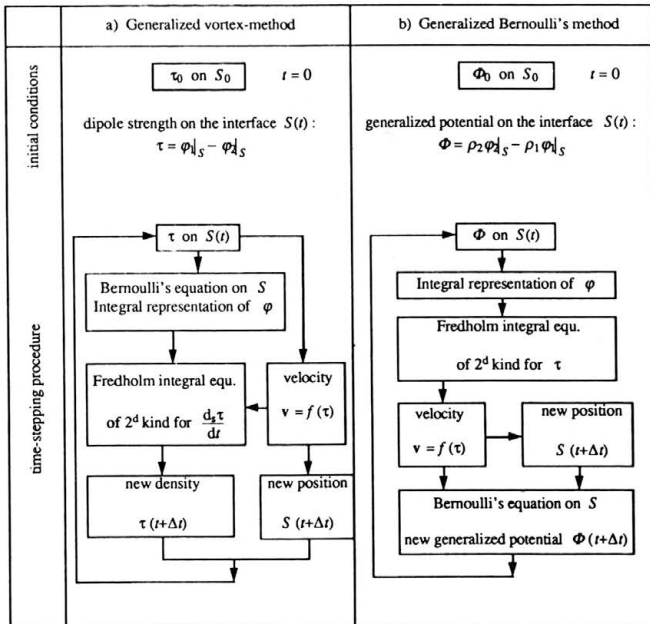 a) Generalized vortex-method
b) Generalized Bernoulli's method
initial conditions
τ₀ on S₀ t = 0
dipole strength on the interface S(t) :
τ = φ₁|S − φ₂|S
Φ₀ on S₀ t = 0
generalized potential on the interface S(t) :
Φ = ρ₂φ₂|S − ρ₁φ₁|S
time-stepping procedure
τ on S(t)
Bernoulli's equation on S
Integral representation of φ
Fredholm integral equ.
of 2ᵈ kind for dₛτ/dt
velocity
v = f(τ)
new density
τ(t+Δt)
new position
S (t+Δt)
Φ on S(t)
Integral representation of φ
Fredholm integral equ.
of 2ᵈ kind for τ
velocity
v = f(τ)
new position
S (t+Δt)
Bernoulli's equation on S
new generalized potential Φ(t+Δt)